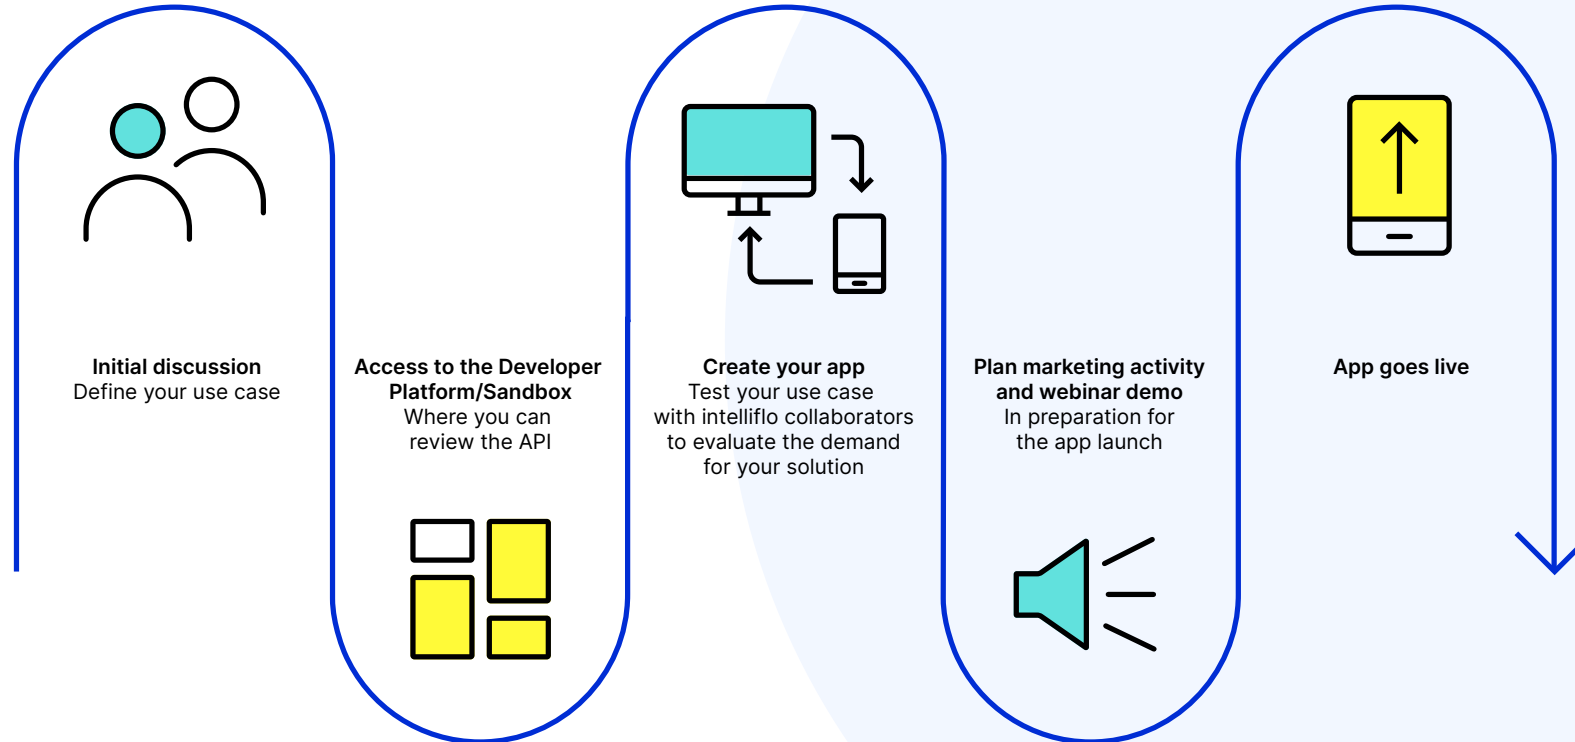 Initial discussion
Define your use case
Access to the Developer
Platform/Sandbox
Where you can
review the API
Create your app
Test your use case
with intelliflo collaborators
to evaluate the demand
for your solution
Plan marketing activity
and webinar demo
In preparation for
the app launch
App goes live